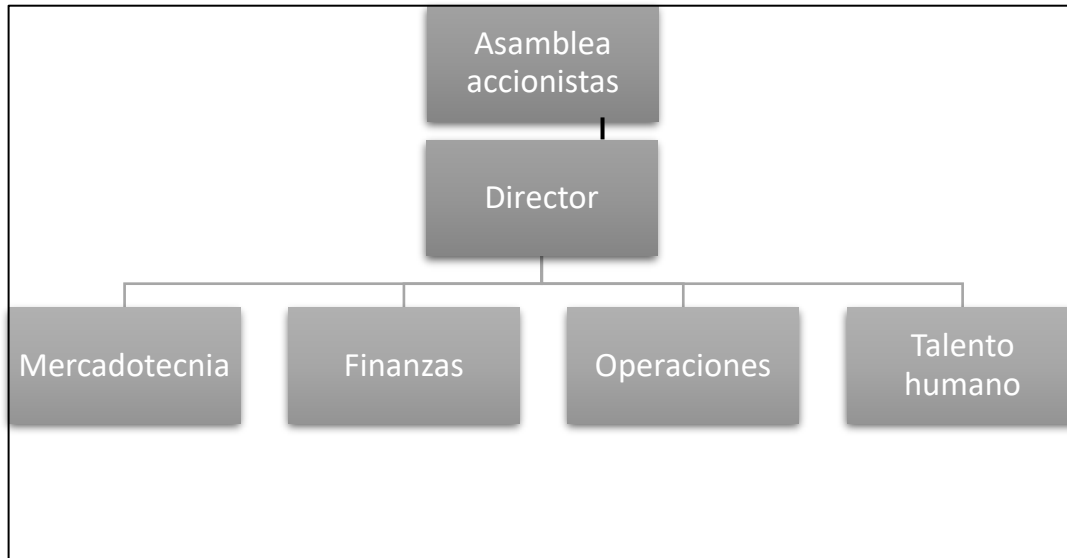 Asamblea
accionistas
Director
Mercadotecnia
Finanzas
Operaciones
Talento
humano